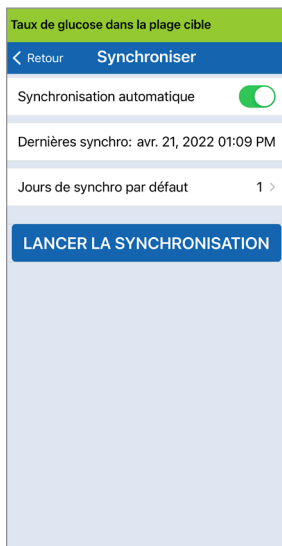 Taux de glucose dans la plage cible
Retour Synchroniser
Synchronisation automatique
Dernières synchro: avr. 21, 2022 01:09 PM
Jours de synchro par défaut 1
LANCER LA SYNCHRONISATION